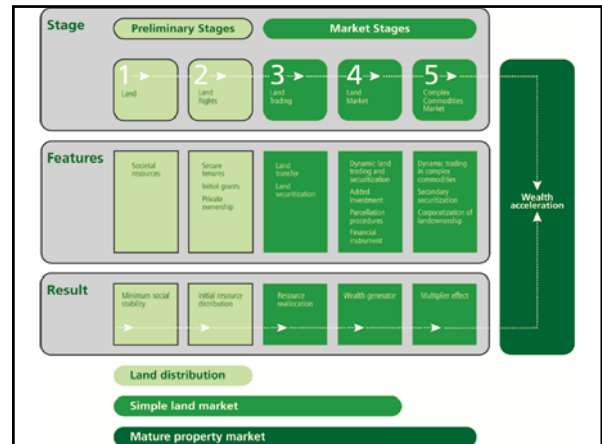 Stage
Preliminary Stages
Market Stages
1
Land
2
Land
Rights
3
Land
Trading
4
Land
Market
5
Complex
Commodities
Market
Features
Societal
resources
Secure
tenures
Initial grants
Private
ownership
Land
transfer
Land
securitization
Dynamic land
trading and
securitization
Added
investment
Parcellation
procedures
Financial
instrument
Dynamic trading
in complex
commodities
Secondary
securitization
Corporatization of
landownership
Wealth
acceleration
Result
Minimum social
stability
Initial resource
distribution
Resource
reallocation
Wealth generator
Multiplier effect
Land distribution
Simple land market
Mature property market